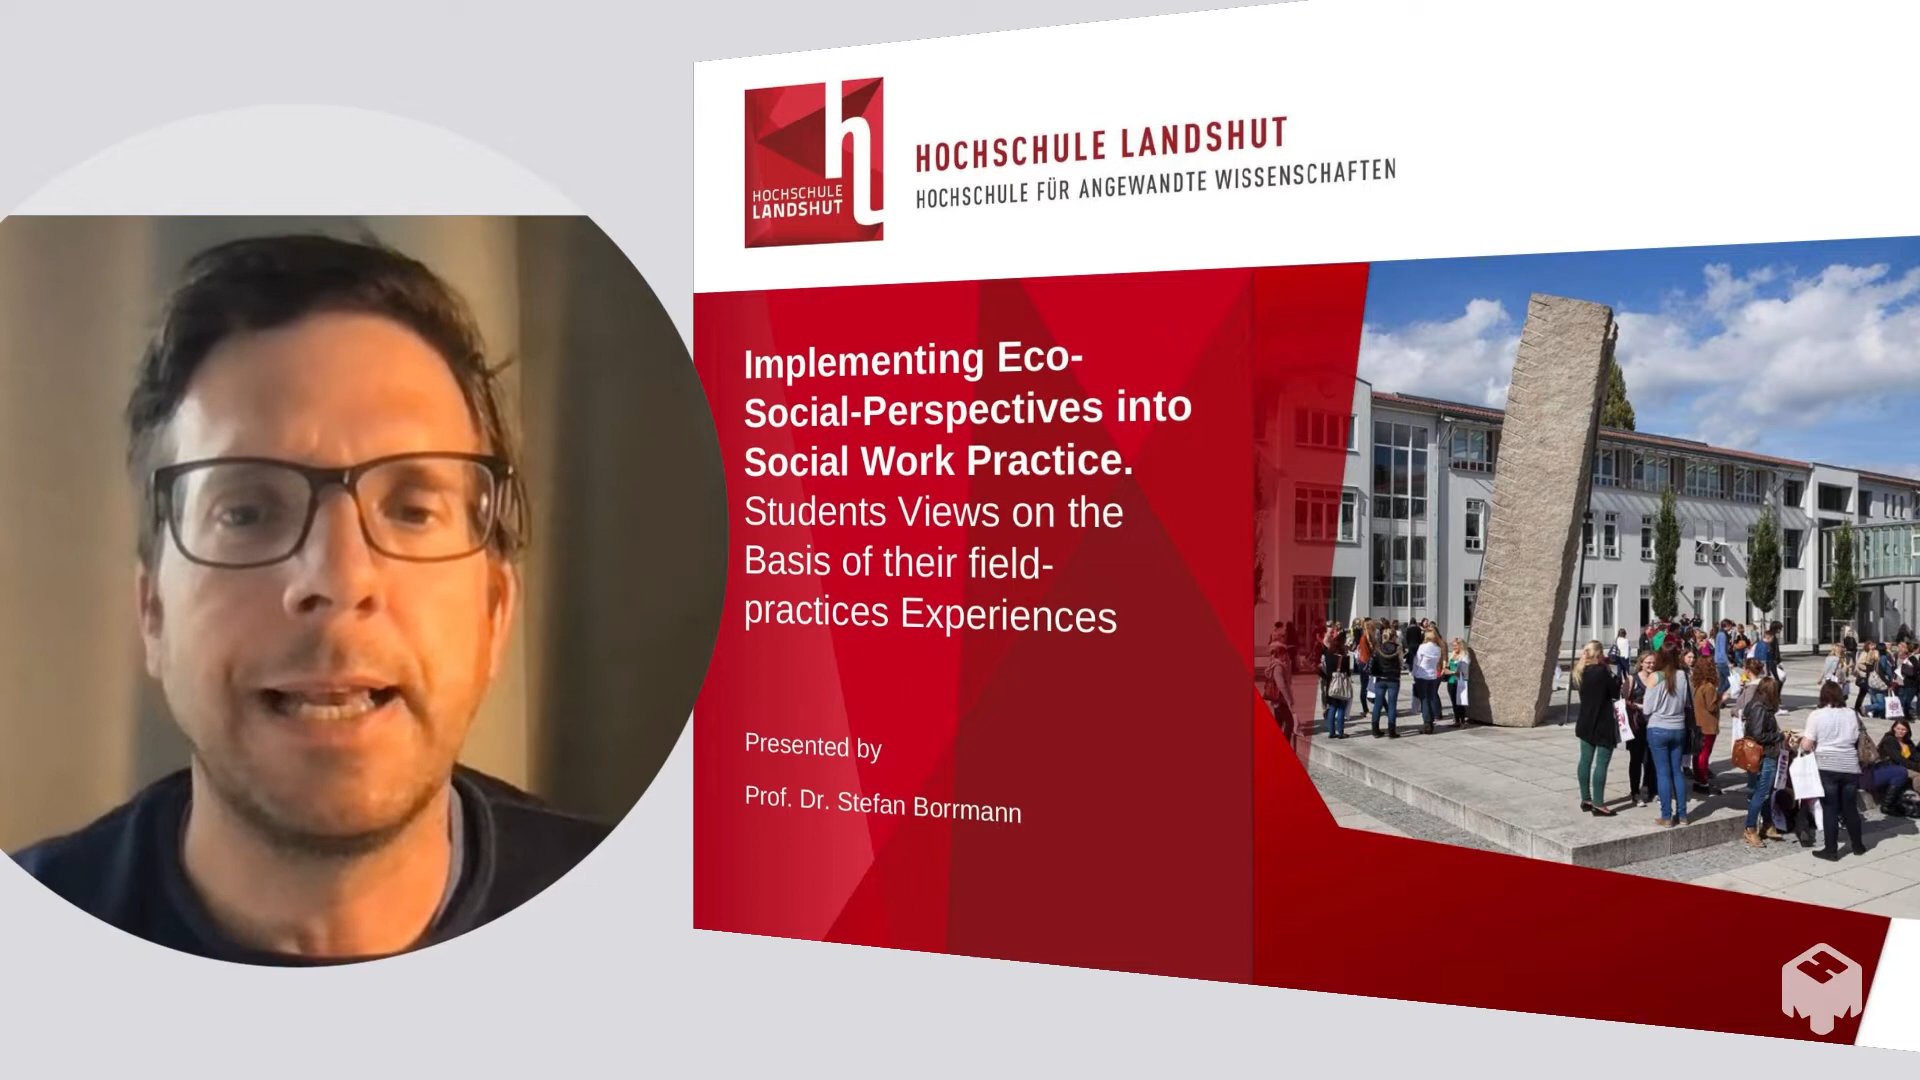 HOCHSCHULE
LANDSHUT
HOCHSCHULE LANDSHUT
HOCHSCHULE FÜR ANGEWANDTE WISSENSCHAFTEN
Implementing Eco-
Social-Perspectives into
Social Work Practice.
Students Views on the
Basis of their field-
practices Experiences
Presented by
Prof. Dr. Stefan Borrmann